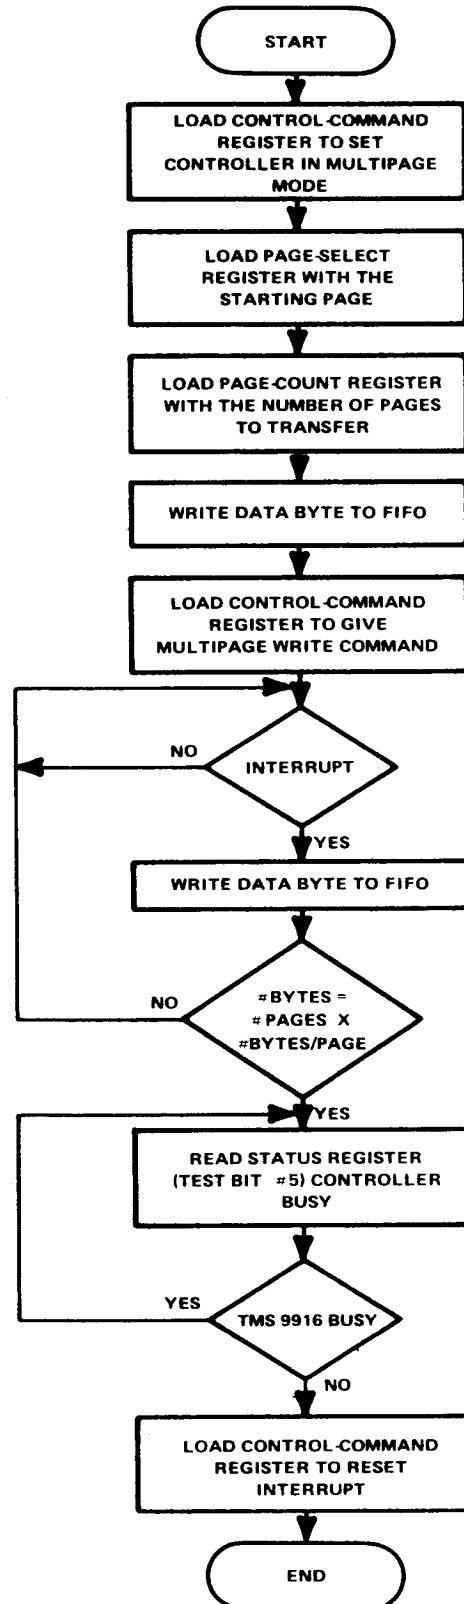 START
LOAD CONTROL-COMMAND
REGISTER TO SET
CONTROLLER IN MULTIPAGE
MODE
LOAD PAGE-SELECT
REGISTER WITH THE
STARTING PAGE
LOAD PAGE-COUNT REGISTER
WITH THE NUMBER OF PAGES
TO TRANSFER
WRITE DATA BYTE TO FIFO
LOAD CONTROL-COMMAND
REGISTER TO GIVE
MULTIPAGE WRITE COMMAND
NO
INTERRUPT
YES
WRITE DATA BYTE TO FIFO
NO
#BYTES =
# PAGES X
#BYTES/PAGE
YES
READ STATUS REGISTER
(TEST BIT #5) CONTROLLER
BUSY
YES
TMS 9916 BUSY
NO
LOAD CONTROL-COMMAND
REGISTER TO RESET
INTERRUPT
END